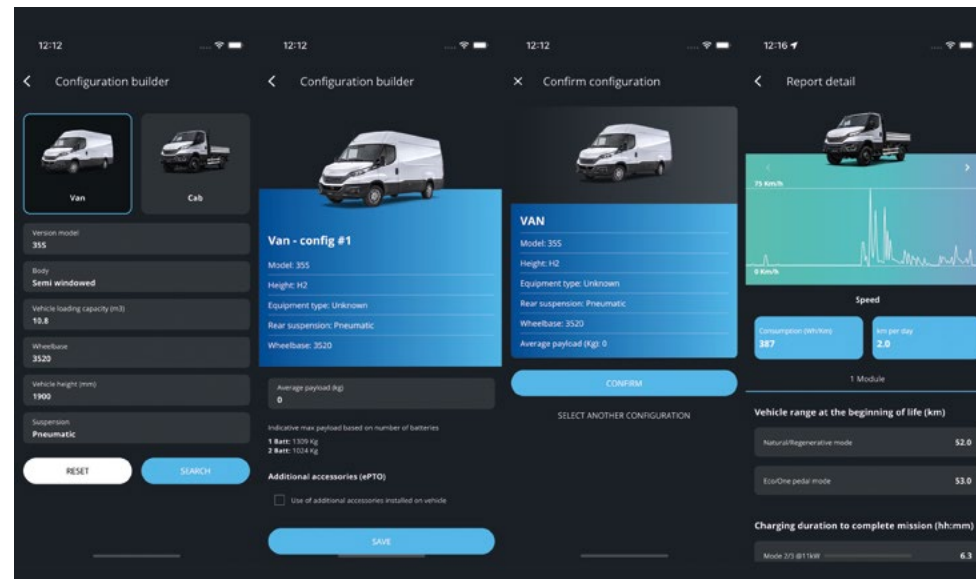 12:12
Configuration builder
Van
Cab
Version model
35S
Body
Semi windowed
Vehicle loading capacity (m3)
10.8
Wheelbase
3520
Vehicle height (mm)
1900
Suspension
Pneumatic
RESET
SEARCH
12:12
Configuration builder
Van - config #1
Model: 35S
Height: H2
Equipment type: Unknown
Rear suspension: Pneumatic
Wheelbase: 3520
Average payload (kg)
0
Indicative max payload based on number of batteries
1 Batt: 1309 Kg
2 Batt: 1024 Kg
Additional accessories (ePTO)
Use of additional accessories installed on vehicle
SAVE
12:12
Confirm configuration
VAN
Model: 35S
Height: H2
Equipment type: Unknown
Rear suspension: Pneumatic
Wheelbase: 3520
Average payload (Kg): 0
CONFIRM
SELECT ANOTHER CONFIGURATION
12:16
Report detail
75 Km/h
0 Km/h
Speed
Consumption (Wh/Km)
387
km per day
2.0
1 Module
Vehicle range at the beginning of life (km)
Natural/Regenerative mode
52.0
Eco/One pedal mode
53.0
Charging duration to complete mission (hh:mm)
Mode 2/3 @11kW
6.3